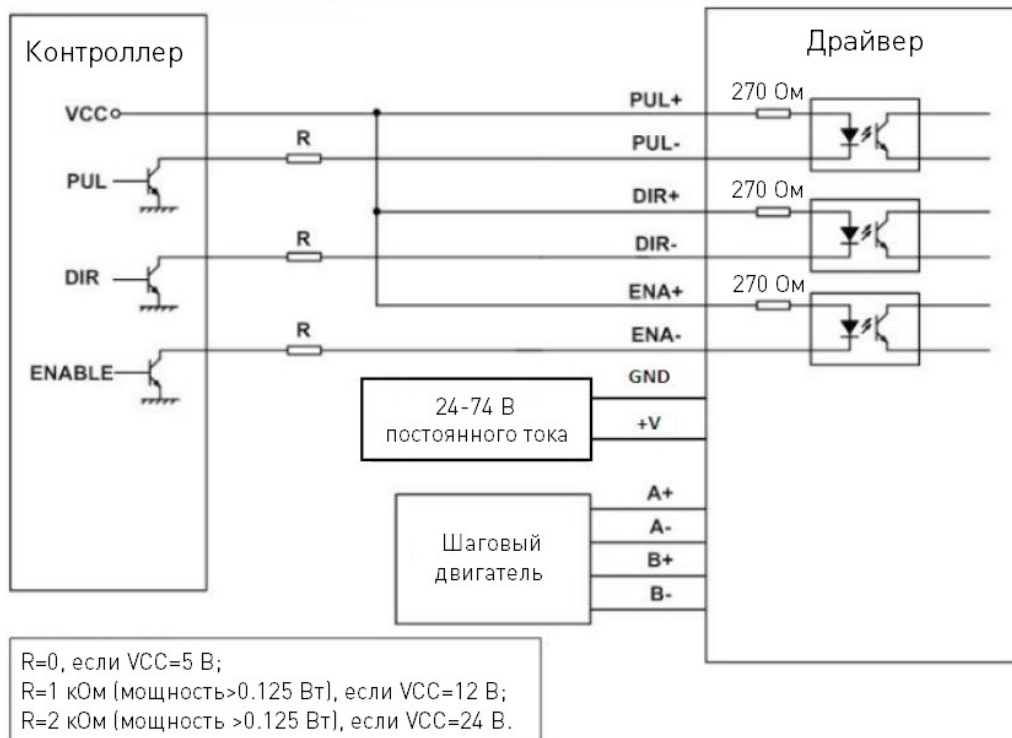 Контроллер
Драйвер
VCC
PUL+
270 Ом
R
PUL-
PUL
DIR+
270 Ом
R
DIR-
DIR
ENA+
270 Ом
R
ENA-
ENABLE
GND
24-74 В
постоянного тока
+V
A+
A-
Шаговый
двигатель
B+
B-
R=0, если VCC=5 В;
R=1 кОм (мощность>0.125 Вт), если VCC=12 В;
R=2 кОм (мощность >0.125 Вт), если VCC=24 В.